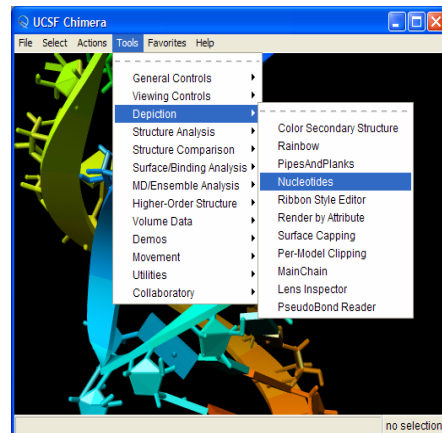 UCSF Chimera
File Select Actions Tools Favorites Help
General Controls
Viewing Controls
Depiction
Structure Analysis
Structure Comparison
Surface/Binding Analysis
MD/Ensemble Analysis
Higher-Order Structure
Volume Data
Demos
Movement
Utilities
Collaboratory
Color Secondary Structure
Rainbow
PipesAndPlanks
Nucleotides
Ribbon Style Editor
Render by Attribute
Surface Capping
Per-Model Clipping
MainChain
Lens Inspector
PseudoBond Reader
no selection